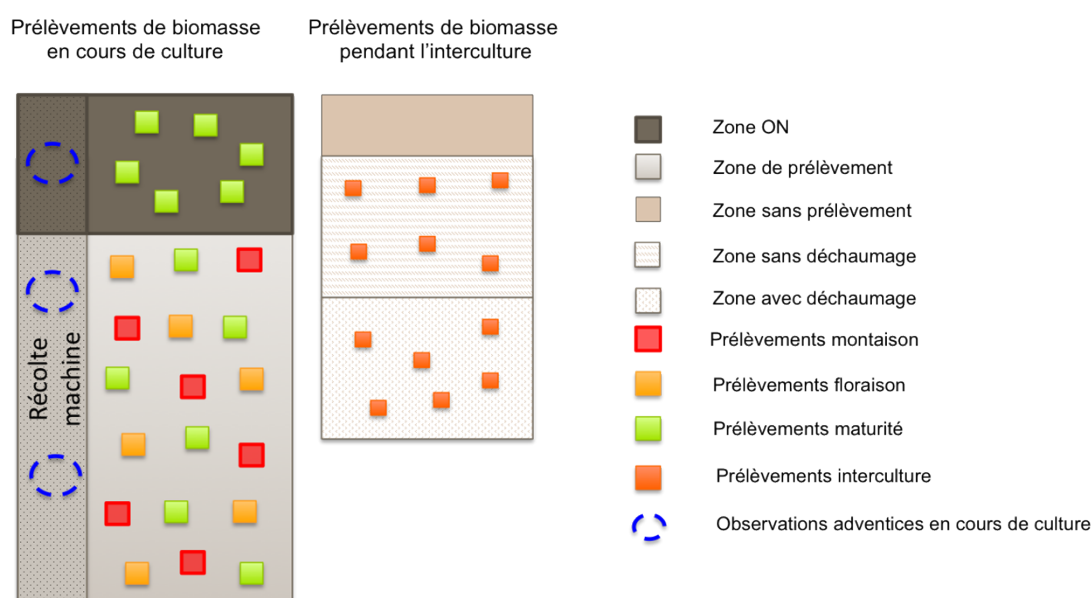 Prélèvements de biomasse
en cours de culture
Prélèvements de biomasse
pendant l'interculture
Récolte
machine
Zone ON
Zone de prélèvement
Zone sans prélèvement
Zone sans déchaumage
Zone avec déchaumage
Prélèvements montaison
Prélèvements floraison
Prélèvements maturité
Prélèvements interculture
Observations adventices en cours de culture